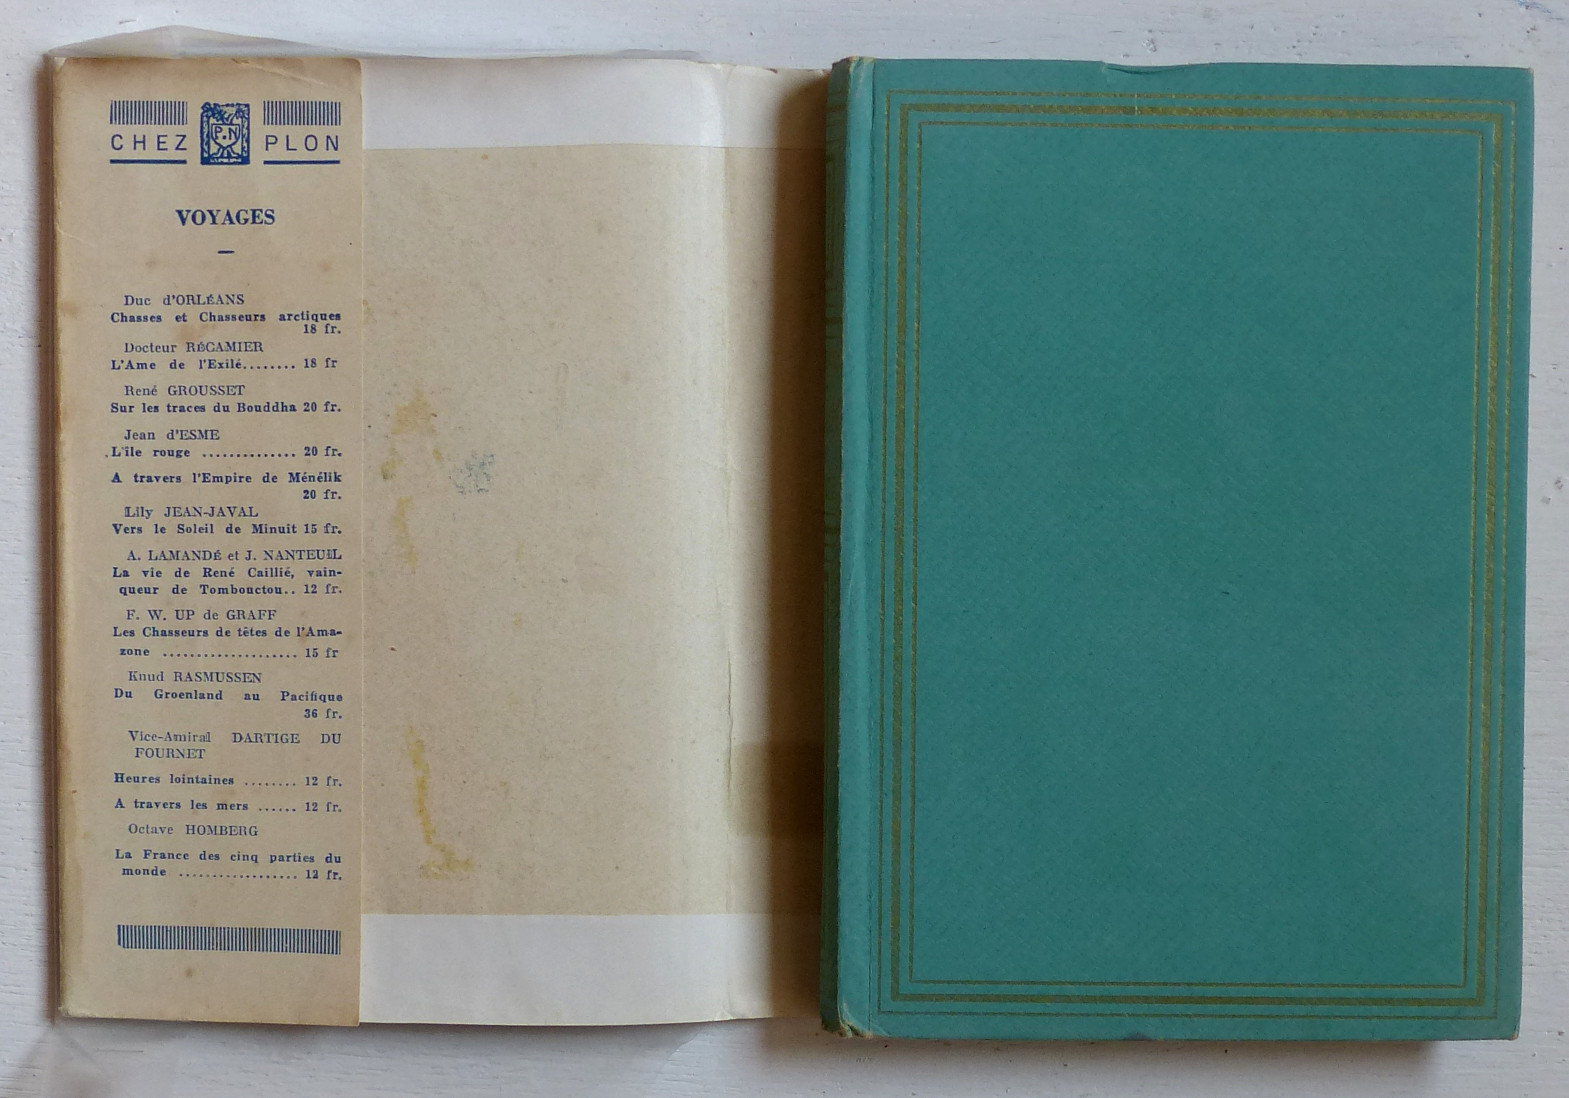 CHEZ P.N PLON
VOYAGES
Duc d'ORLÉANS
Chasses et Chasseurs arctiques
18 fr.
Docteur RÉCAMIER
L'Ame de l'Exilé........ 18 fr
René GROUSSET
Sur les traces du Bouddha 20 fr.
Jean d'ESME
L'île rouge .............. 20 fr.
A travers l'Empire de Ménélik
20 fr.
Lily JEAN-JAVAL
Vers le Soleil de Minuit 15 fr.
A. LAMANDÉ et J. NANTEUIL
La vie de René Caillié, vain-
queur de Tombouctou.. 12 fr.
F. W. UP de GRAFF
Les Chasseurs de têtes de l'Ama-
zone .................... 15 fr
Knud RASMUSSEN
Du Groenland au Pacifique
36 fr.
Vice-Amiral DARTIGE DU
FOURNET
Heures lointaines ........ 12 fr.
A travers les mers ...... 12 fr.
Octave HOMBERG
La France des cinq parties du
monde .................. 12 fr.